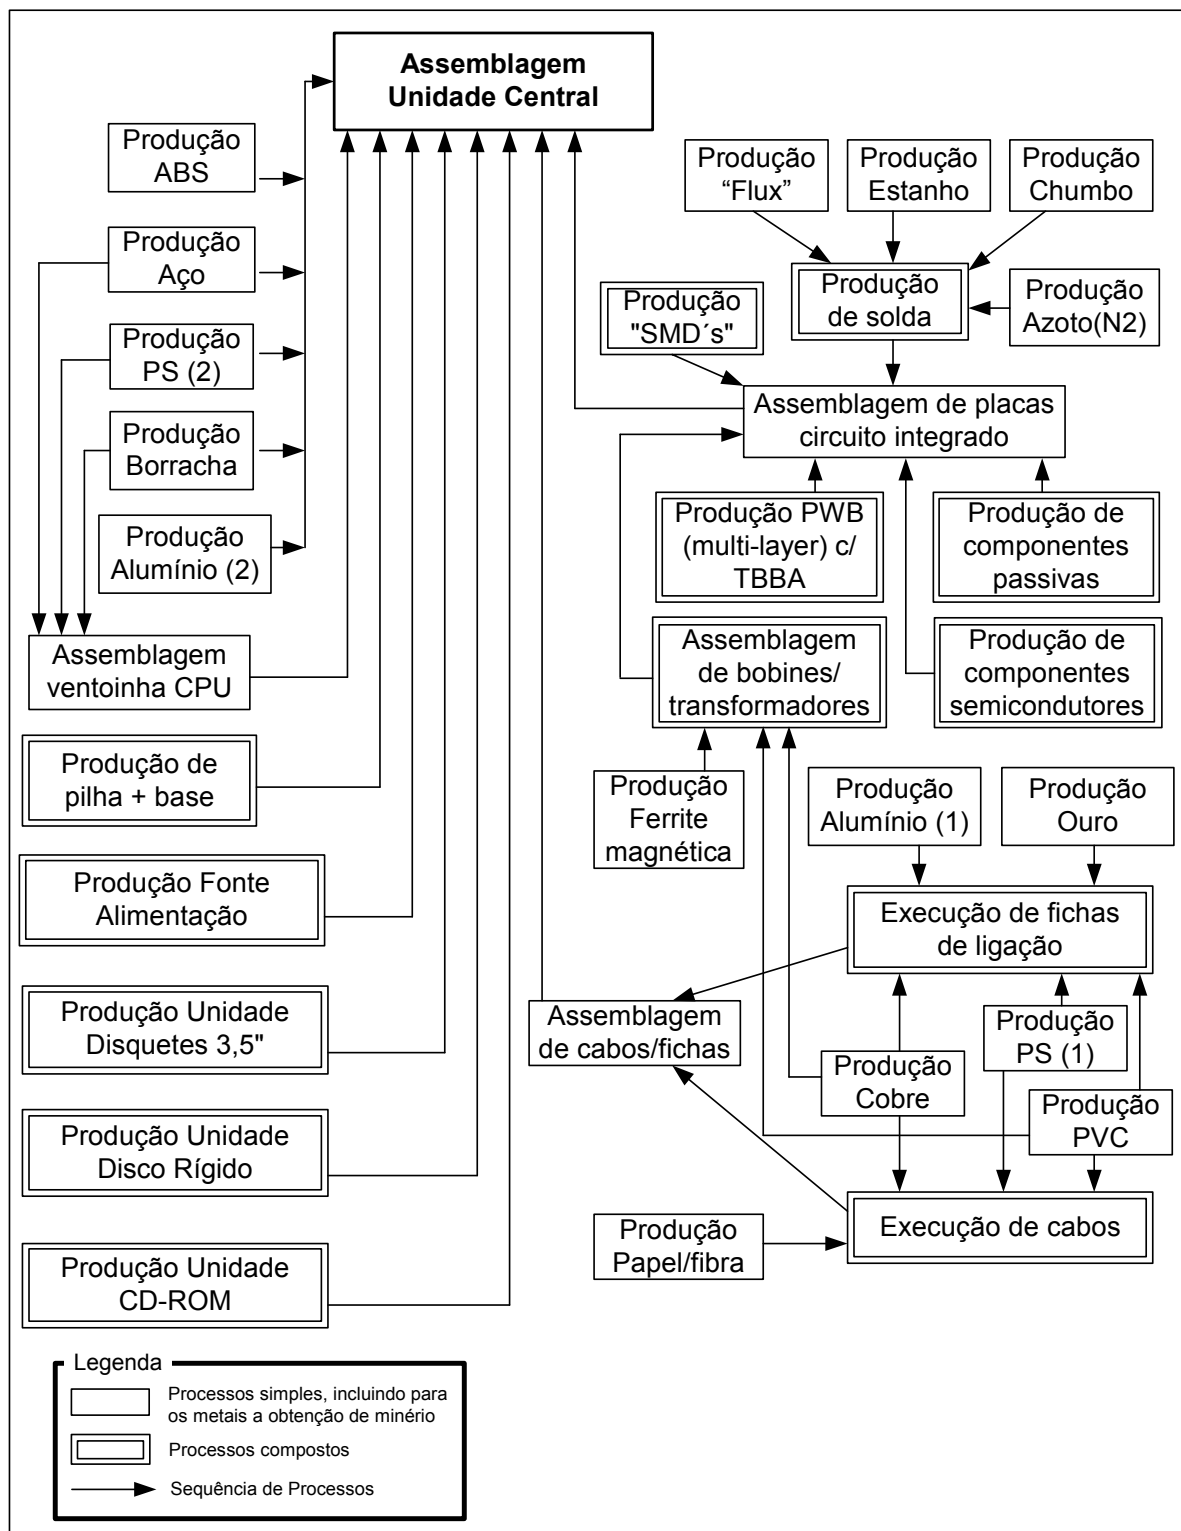 Assemblagem
Unidade Central
Produção
ABS
Produção
Aço
Produção
PS (2)
Produção
Borracha
Produção
Alumínio (2)
Assemblagem
ventoinha CPU
Produção de
pilha + base
Produção Fonte
Alimentação
Produção Unidade
Disquetes 3,5"
Produção Unidade
Disco Rígido
Produção Unidade
CD-ROM
Produção
“Flux”
Produção
Estanho
Produção
Chumbo
Produção
"SMD´s"
Produção
de solda
Produção
Azoto(N2)
Assemblagem de placas
circuito integrado
Produção PWB
(multi-layer) c/
TBBA
Produção de
componentes
passivas
Assemblagem
de bobines/
transformadores
Produção de
componentes
semicondutores
Produção
Ferrite
magnética
Produção
Alumínio (1)
Produção
Ouro
Execução de fichas
de ligação
Assemblagem
de cabos/fichas
Produção
PS (1)
Produção
Cobre
Produção
PVC
Produção
Papel/fibra
Execução de cabos
Legenda
Processos simples, incluindo para
os metais a obtenção de minério
Processos compostos
Sequência de Processos